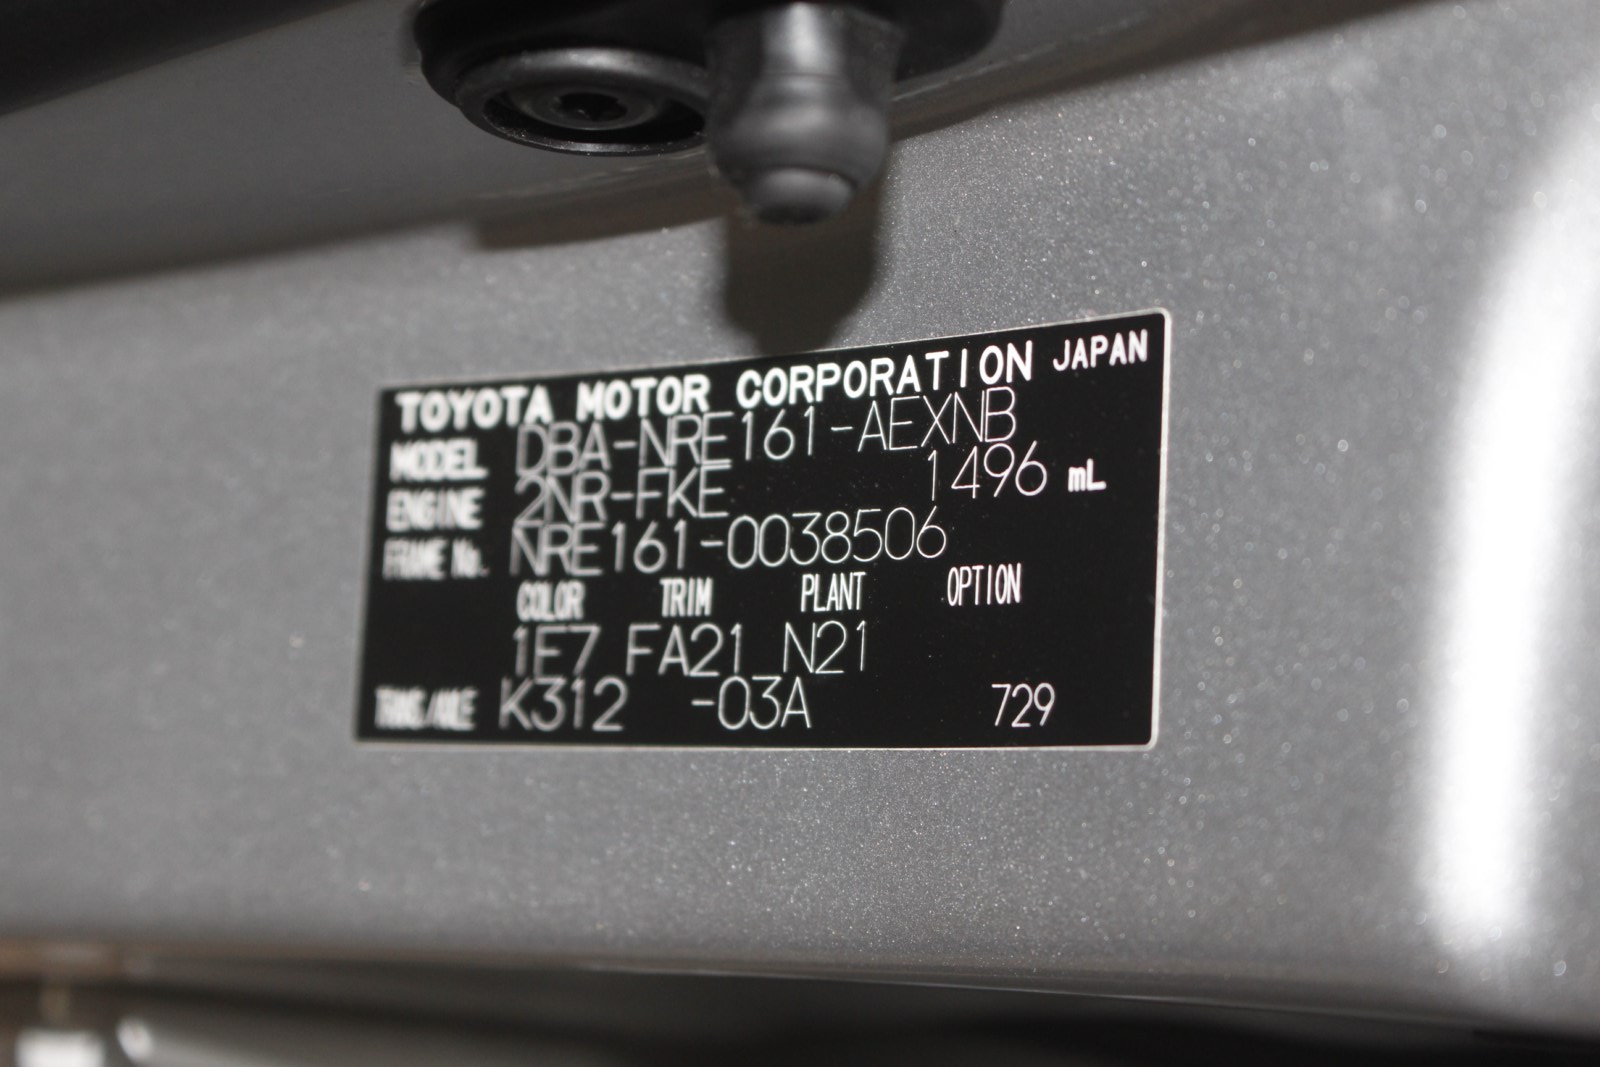 TOYOTA MOTOR CORPORATION JAPAN
MODEL DBA-NRE161-AEXNB
ENGINE 2NR-FKE 1496 mL
FRAME No. NRE161-0038506
COLOR TRIM PLANT OPTION
1F7 FA21 N21
TRANS/AXLE K312 -03A 729